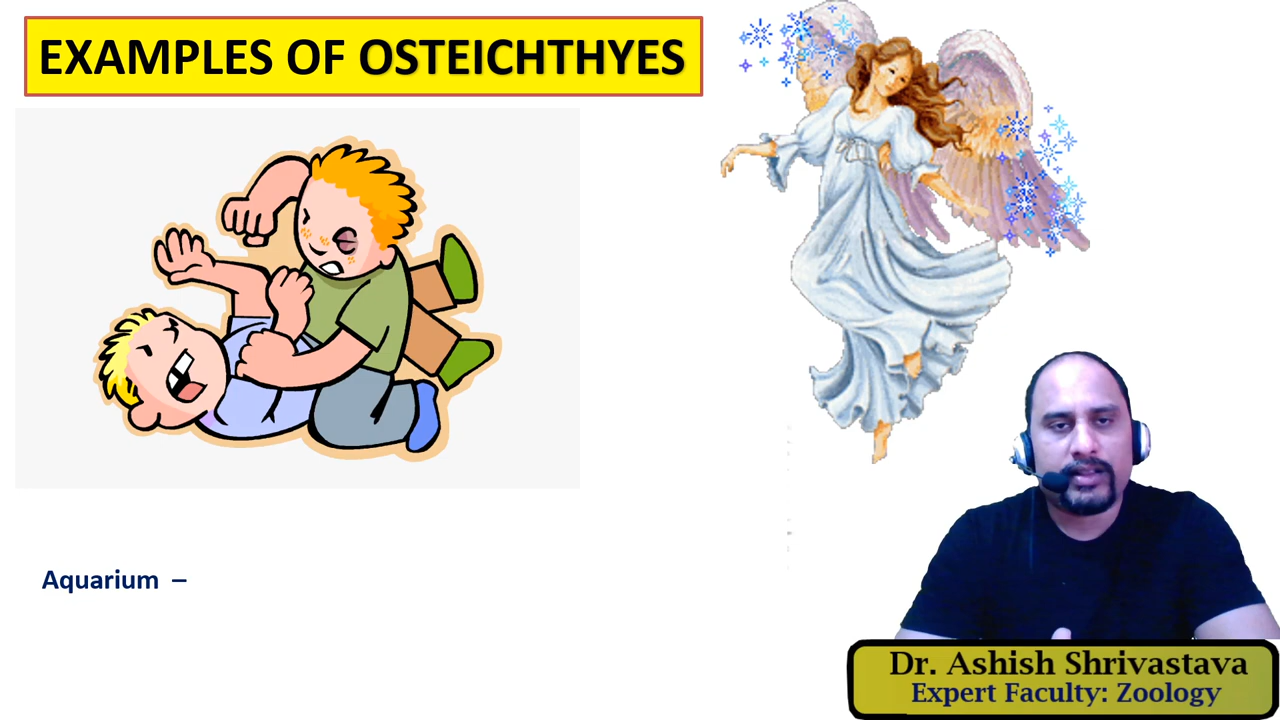 EXAMPLES OF OSTEICHTHYES
Aquarium –
Dr. Ashish Shrivastava
Expert Faculty: Zoology